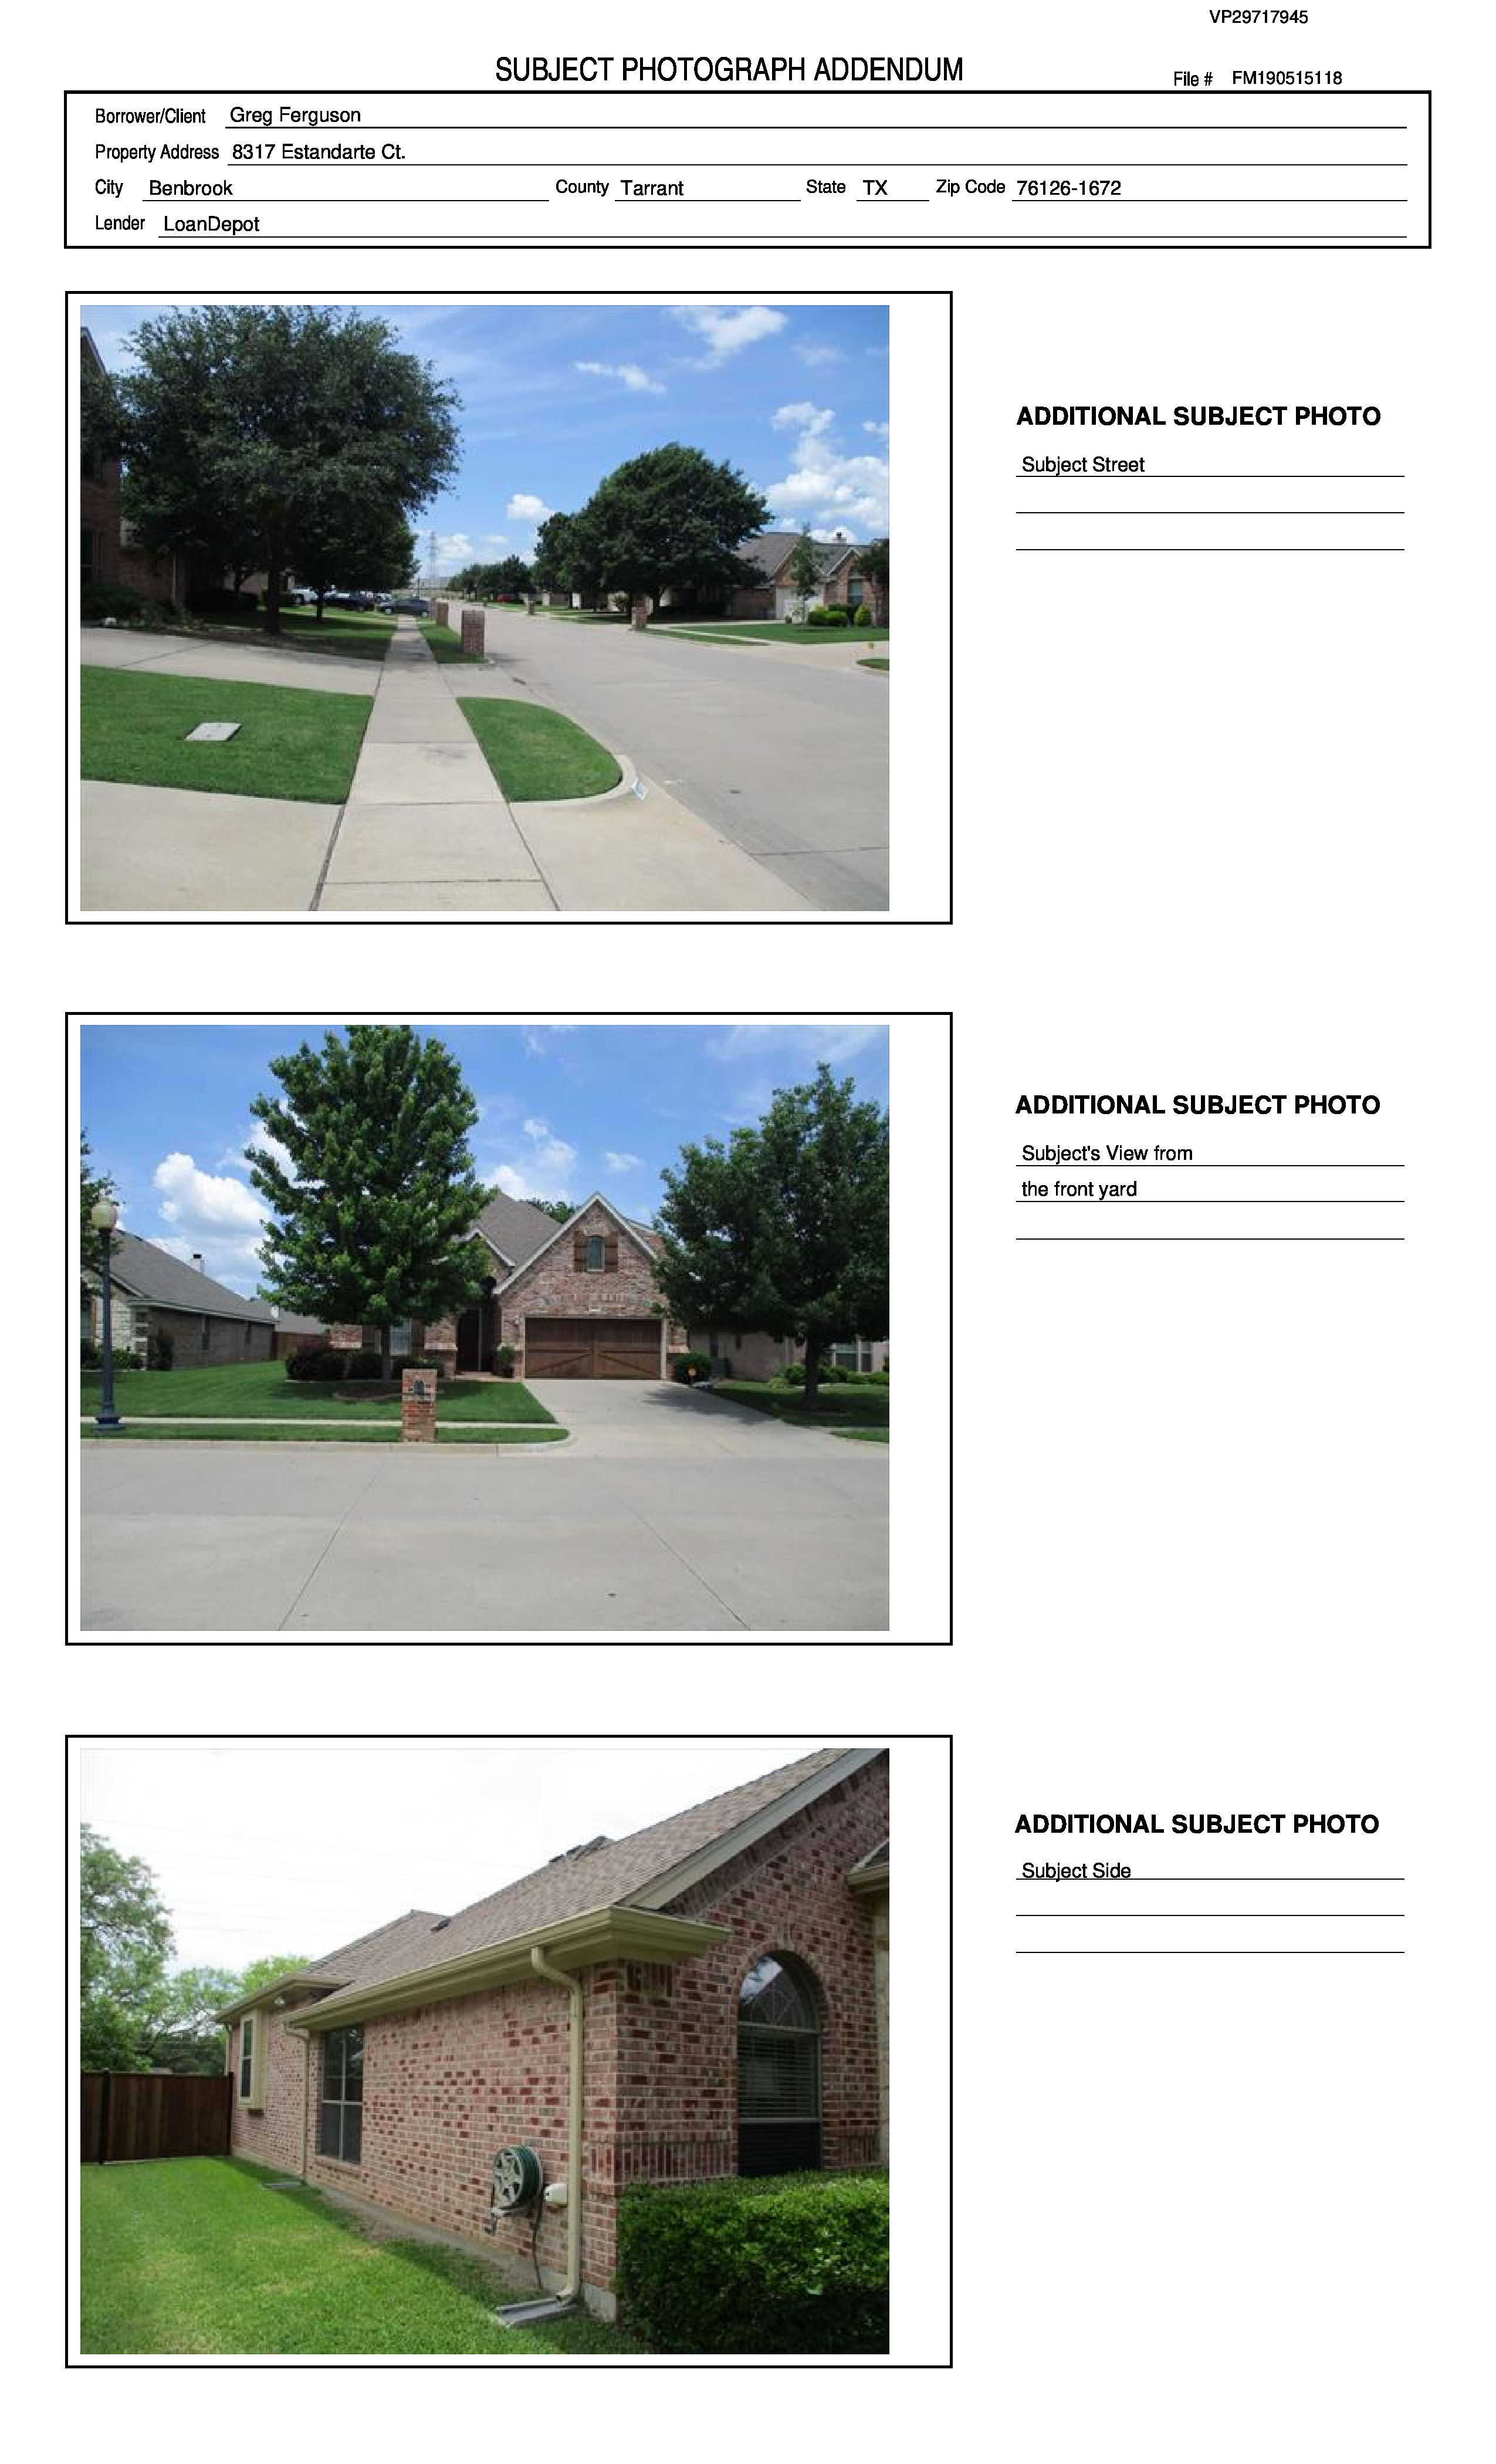 VP29717945
SUBJECT PHOTOGRAPH ADDENDUM
File # FM190515118
Borrower/Client Greg Ferguson
Property Address 8317 Estandarte Ct.
City Benbrook County Tarrant State TX Zip Code 76126-1672
Lender LoanDepot
ADDITIONAL SUBJECT PHOTO
Subject Street
ADDITIONAL SUBJECT PHOTO
Subject's View from
the front yard
ADDITIONAL SUBJECT PHOTO
Subject Side